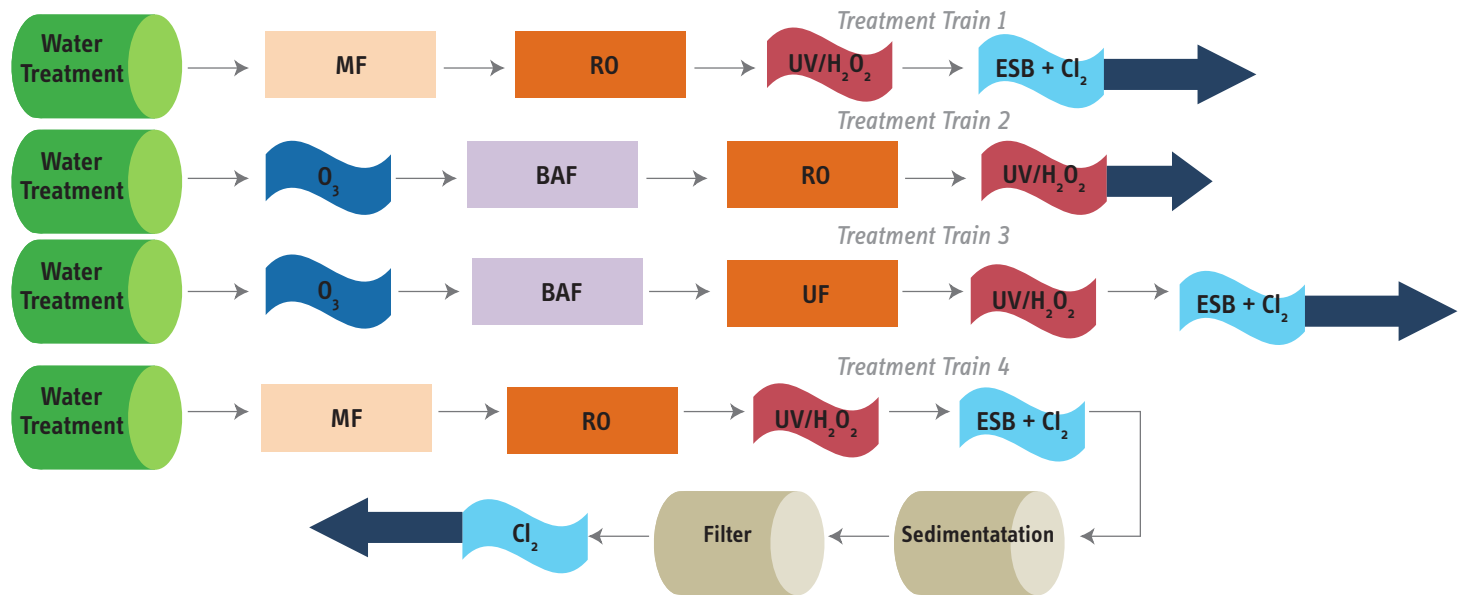 Treatment Train 1
Water
Treatment
MF
RO
UV/H₂O₂
ESB + Cl₂
Treatment Train 2
Water
Treatment
O₃
BAF
RO
UV/H₂O₂
Treatment Train 3
Water
Treatment
O₃
BAF
UF
UV/H₂O₂
ESB + Cl₂
Treatment Train 4
Water
Treatment
MF
RO
UV/H₂O₂
ESB + Cl₂
Sedimentatation
Filter
Cl₂